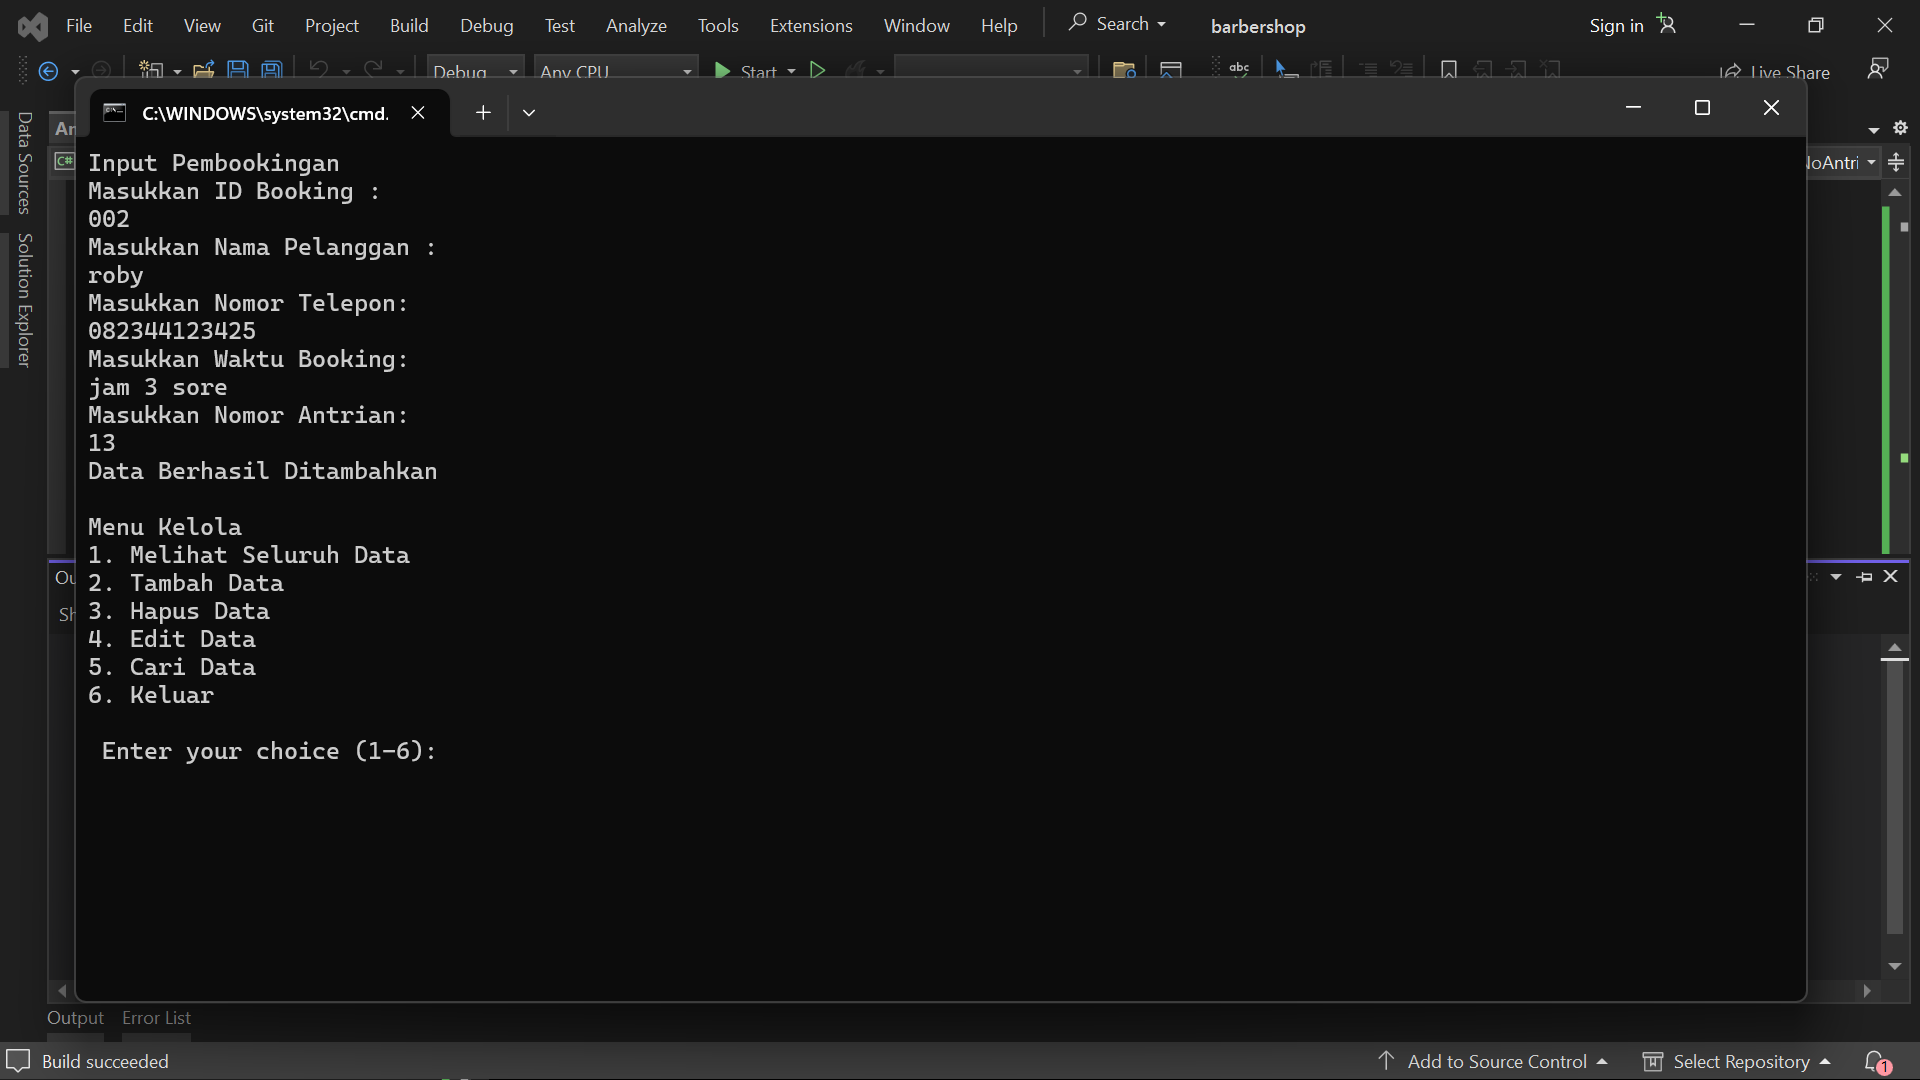 File Edit View Git Project Build Debug Test Analyze Tools Extensions Window Help Search barbershop Sign in
Debug Any CPU Start abc Live Share
C:\WINDOWS\system32\cmd.
Data Sources
Solution Explorer
C#
Input Pembookingan
Masukkan ID Booking :
002
Masukkan Nama Pelanggan :
roby
Masukkan Nomor Telepon:
082344123425
Masukkan Waktu Booking:
jam 3 sore
Masukkan Nomor Antrian:
13
Data Berhasil Ditambahkan
Menu Kelola
1. Melihat Seluruh Data
2. Tambah Data
3. Hapus Data
4. Edit Data
5. Cari Data
6. Keluar
Enter your choice (1-6):
Output Error List
Build succeeded
Add to Source Control Select Repository 1